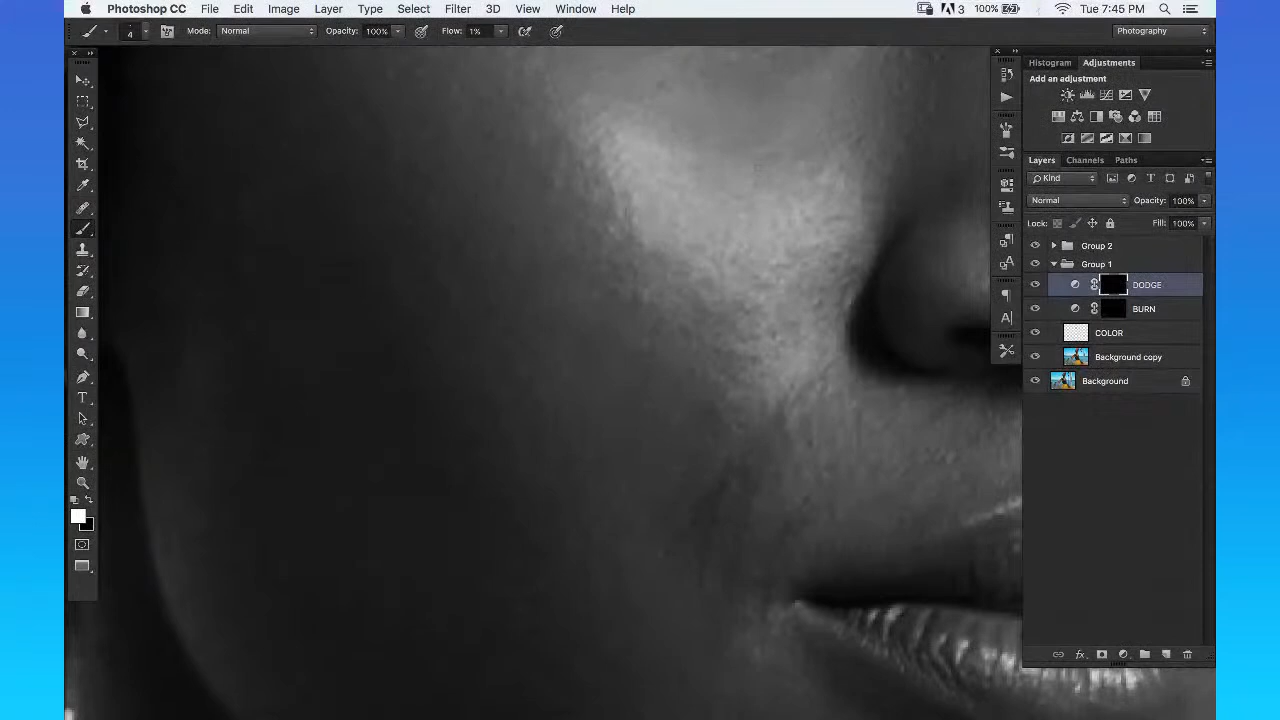 Photoshop CC File Edit Image Layer Type Select Filter 3D View Window Help 3 100% Tue 7:45 PM
4 Mode: Normal Opacity: 100% Flow: 1% Photography
Histogram Adjustments
Add an adjustment
Layers Channels Paths
Kind
Normal Opacity: 100%
Lock: Fill: 100%
Group 2
Group 1
DODGE
BURN
COLOR
Background copy
Background